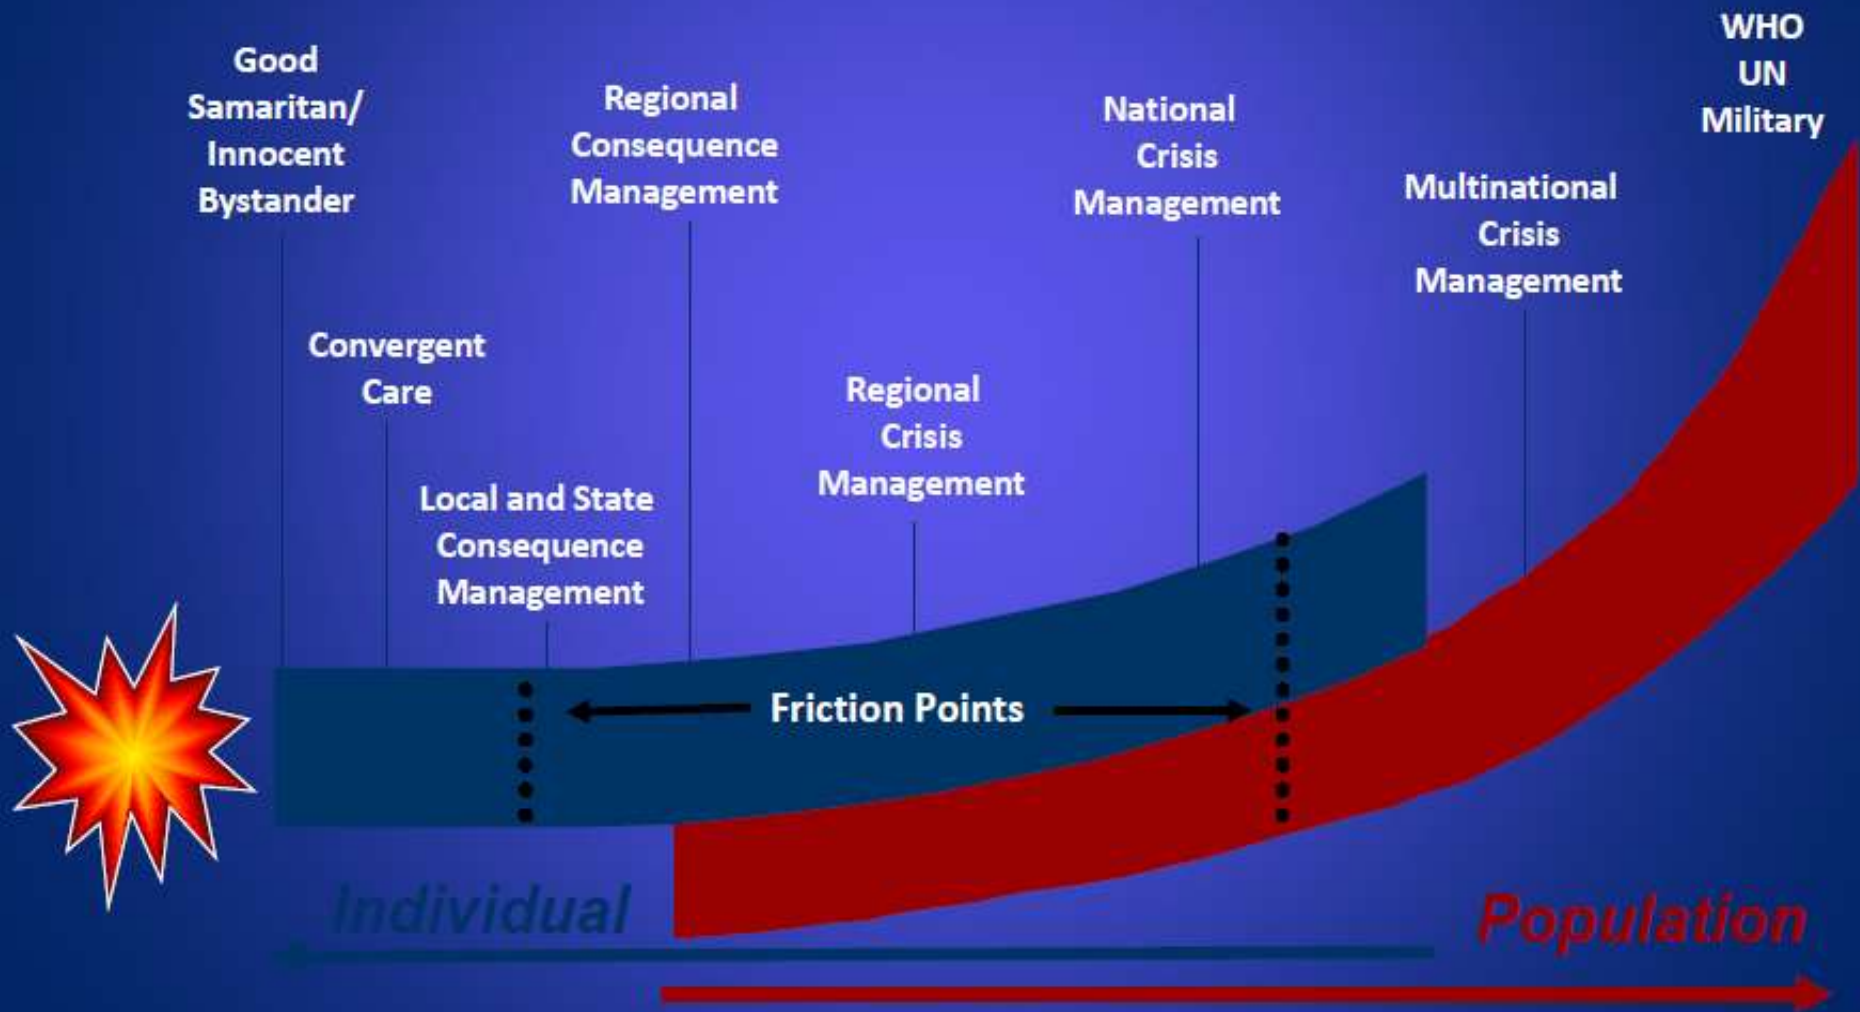 Good
Samaritan/
Innocent
Bystander
Convergent
Care
Local and State
Consequence
Management
Regional
Consequence
Management
Regional
Crisis
Management
National
Crisis
Management
Multinational
Crisis
Management
WHO
UN
Military
Friction Points
Individual
Population